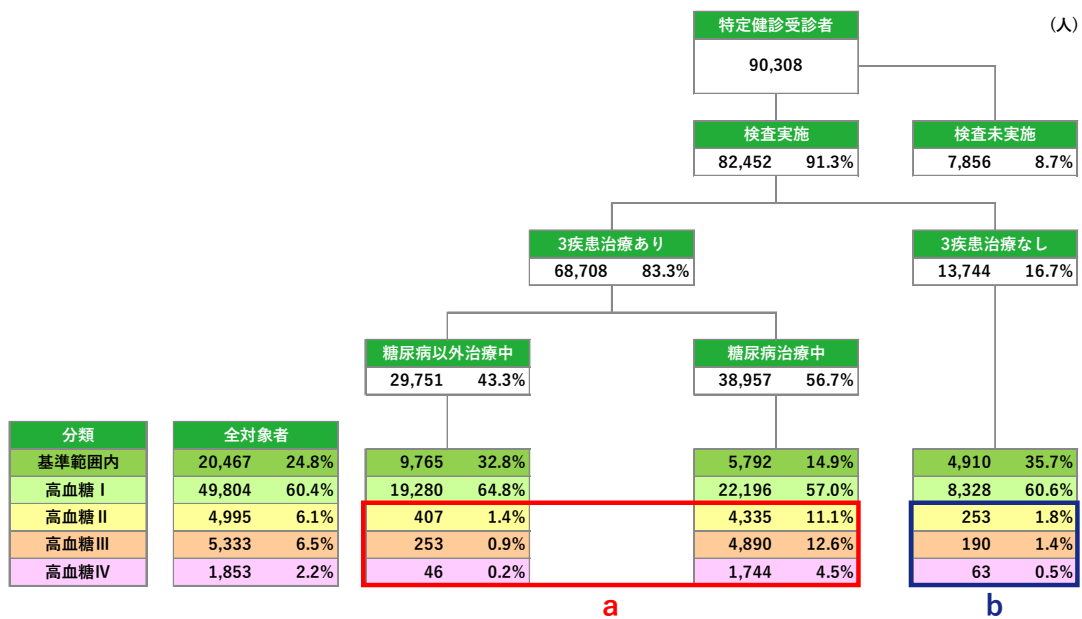 特定健診受診者
(人)
90,308
検査実施
検査未実施
82,452 91.3%
7,856 8.7%
3疾患治療あり
3疾患治療なし
68,708 83.3%
13,744 16.7%
糖尿病以外治療中
糖尿病治療中
29,751 43.3%
38,957 56.7%
分類 全対象者
基準範囲内 20,467 24.8% 9,765 32.8% 5,792 14.9% 4,910 35.7%
高血糖Ⅰ 49,804 60.4% 19,280 64.8% 22,196 57.0% 8,328 60.6%
高血糖Ⅱ 4,995 6.1% 407 1.4% 4,335 11.1% 253 1.8%
高血糖Ⅲ 5,333 6.5% 253 0.9% 4,890 12.6% 190 1.4%
高血糖Ⅳ 1,853 2.2% 46 0.2% 1,744 4.5% 63 0.5%
a
b